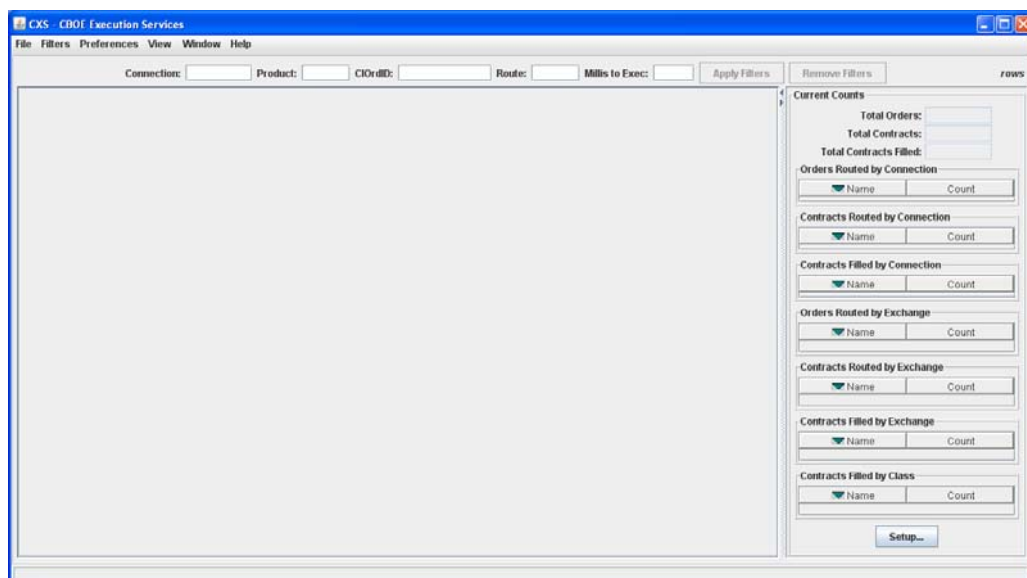 CXS - CBOE Execution Services
File Filters Preferences View Window Help
Connection: Product: ClOrdID: Route: Millis to Exec: Apply Filters Remove Filters rows
Current Counts
Total Orders:
Total Contracts:
Total Contracts Filled:
Orders Routed by Connection
Name Count
Contracts Routed by Connection
Name Count
Contracts Filled by Connection
Name Count
Orders Routed by Exchange
Name Count
Contracts Routed by Exchange
Name Count
Contracts Filled by Exchange
Name Count
Contracts Filled by Class
Name Count
Setup...